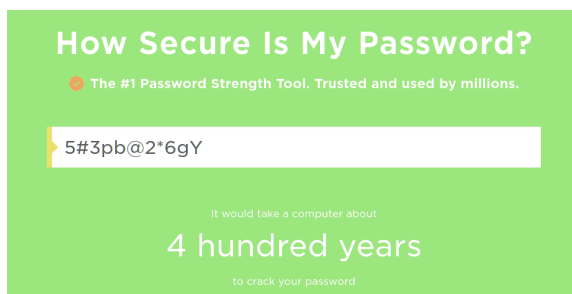 How Secure Is My Password?
The #1 Password Strength Tool. Trusted and used by millions.
5#3pb@2*6gY
It would take a computer about
4 hundred years
to crack your password